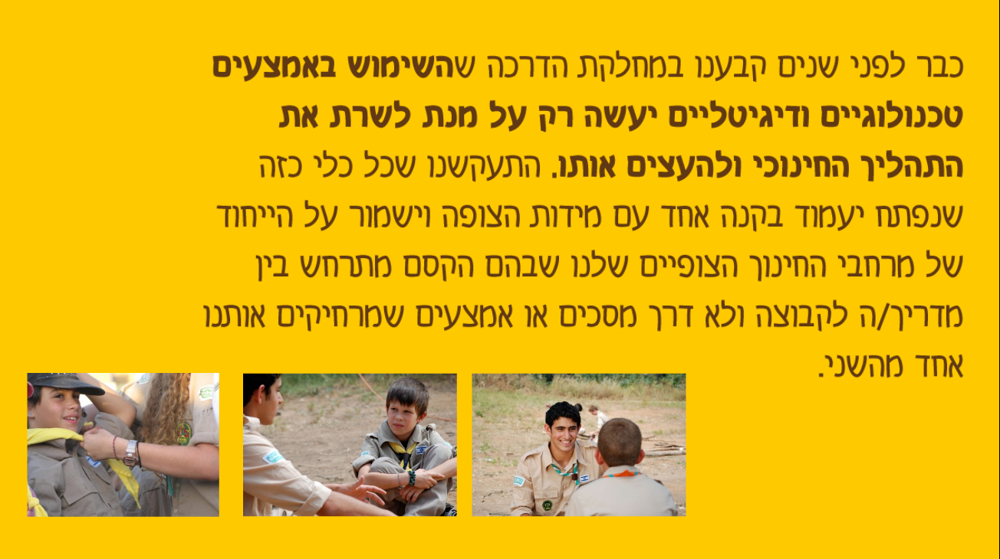 כבר לפני שנים קבענו במחלקת הדרכה שהשימוש באמצעים
טכנולוגיים ודיגיטליים יעשה רק על מנת לשרת את
התהליך החינוכי ולהעצים אותו. התעקשנו שכל כלי כזה
שנפתח יעמוד בקנה אחד עם מידות הצופה וישמור על הייחוד
של מרחבי החינוך הצופיים שלנו שבהם הקסם מתרחש בין
מדריך/ה לקבוצה ולא דרך מסכים או אמצעים שמרחיקים אותנו
אחד מהשני.